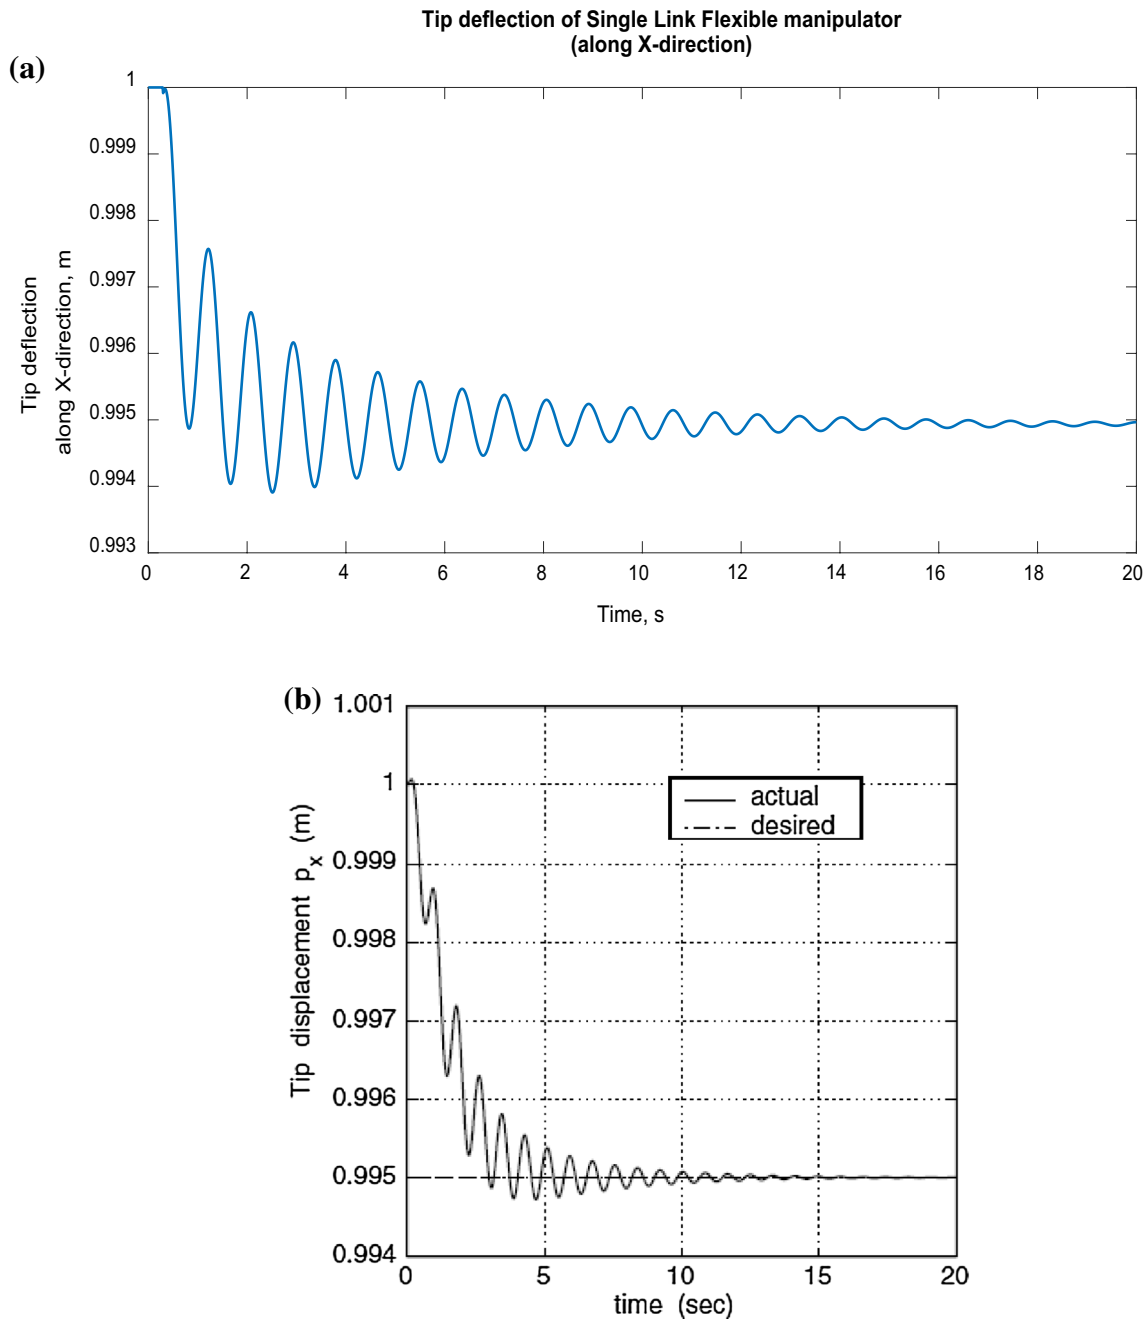 Tip deflection of Single Link Flexible manipulator
(along X-direction)
(a)
1
0.999
0.998
0.997
0.996
0.995
0.994
0.993
Tip deflection
along X-direction, m
0 2 4 6 8 10 12 14 16 18 20
Time, s
(b)
1.001
1
0.999
0.998
0.997
0.996
0.995
0.994
Tip displacement p_x (m)
actual
desired
0 5 10 15 20
time (sec)